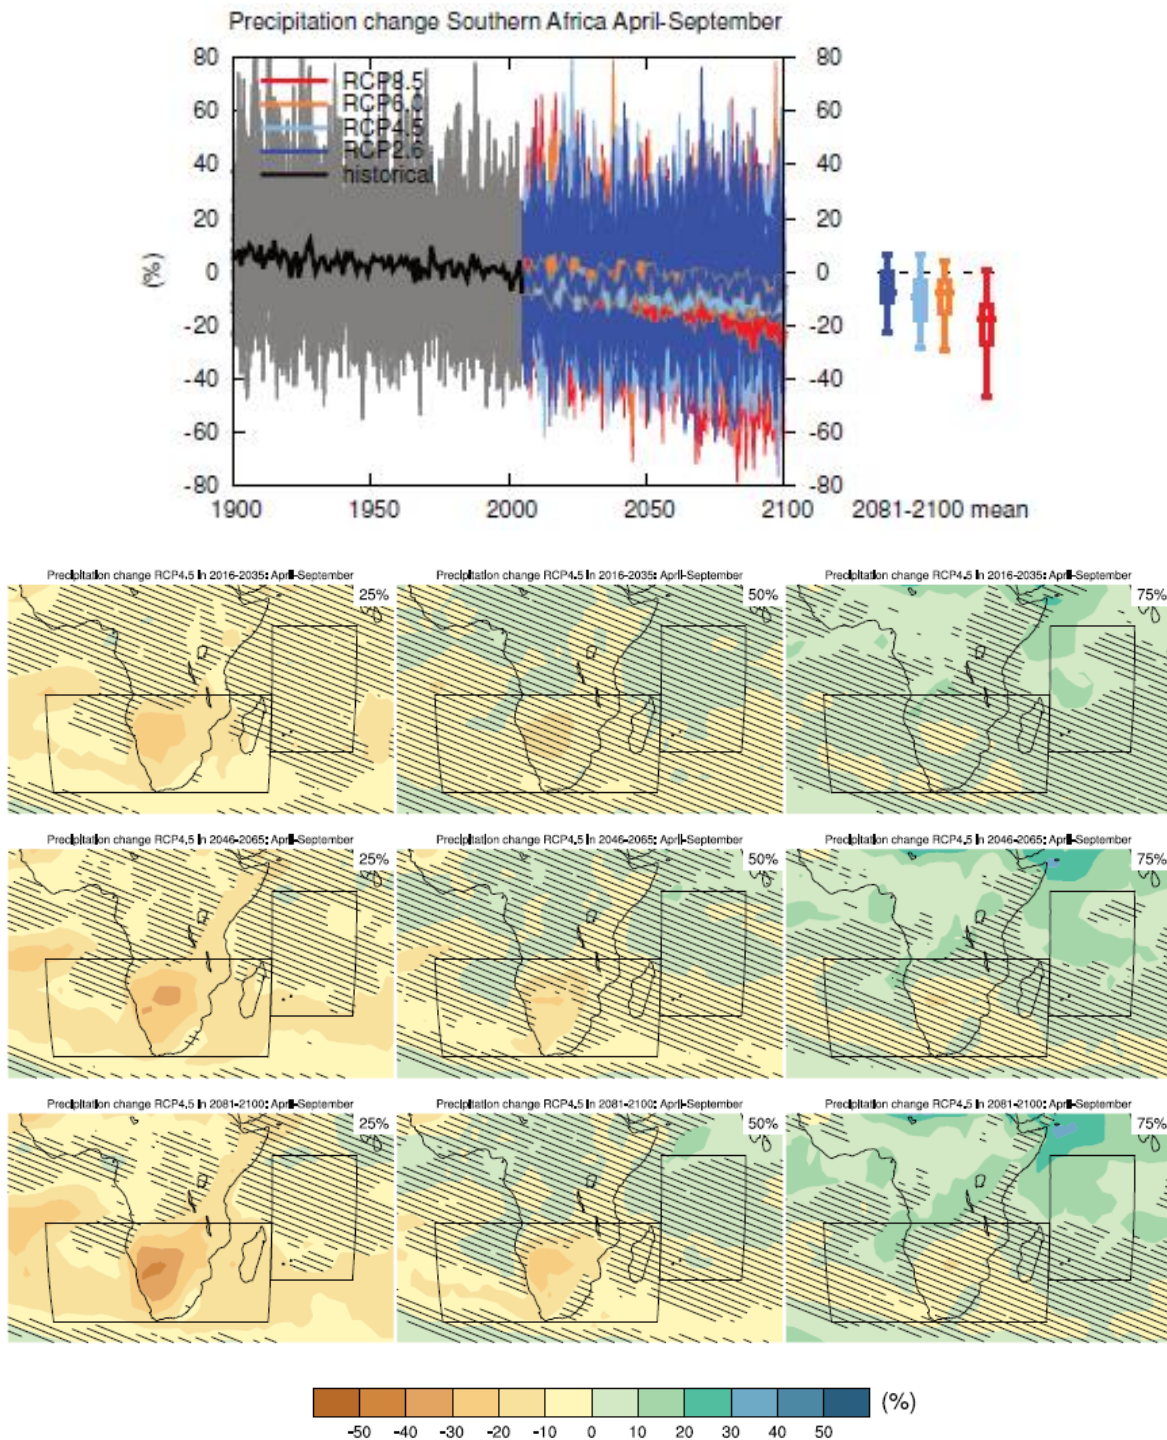 Precipitation change Southern Africa April-September
80
60
40
20
0
-20
-40
-60
-80
(%)
RCP8.5
RCP6.0
RCP4.5
RCP2.6
historical
80
60
40
20
0
-20
-40
-60
-80
1900 1950 2000 2050 2100 2081-2100 mean
Precipitation change RCP4.5 in 2016-2035: April-September Precipitation change RCP4.5 in 2016-2035: April-September Precipitation change RCP4.5 in 2016-2035: April-September
25% 50% 75%
Precipitation change RCP4.5 in 2046-2065: April-September Precipitation change RCP4.5 in 2046-2065: April-September Precipitation change RCP4.5 in 2046-2065: April-September
25% 50% 75%
Precipitation change RCP4.5 in 2081-2100: April-September Precipitation change RCP4.5 in 2081-2100: April-September Precipitation change RCP4.5 in 2081-2100: April-September
25% 50% 75%
(%)
-50 -40 -30 -20 -10 0 10 20 30 40 50